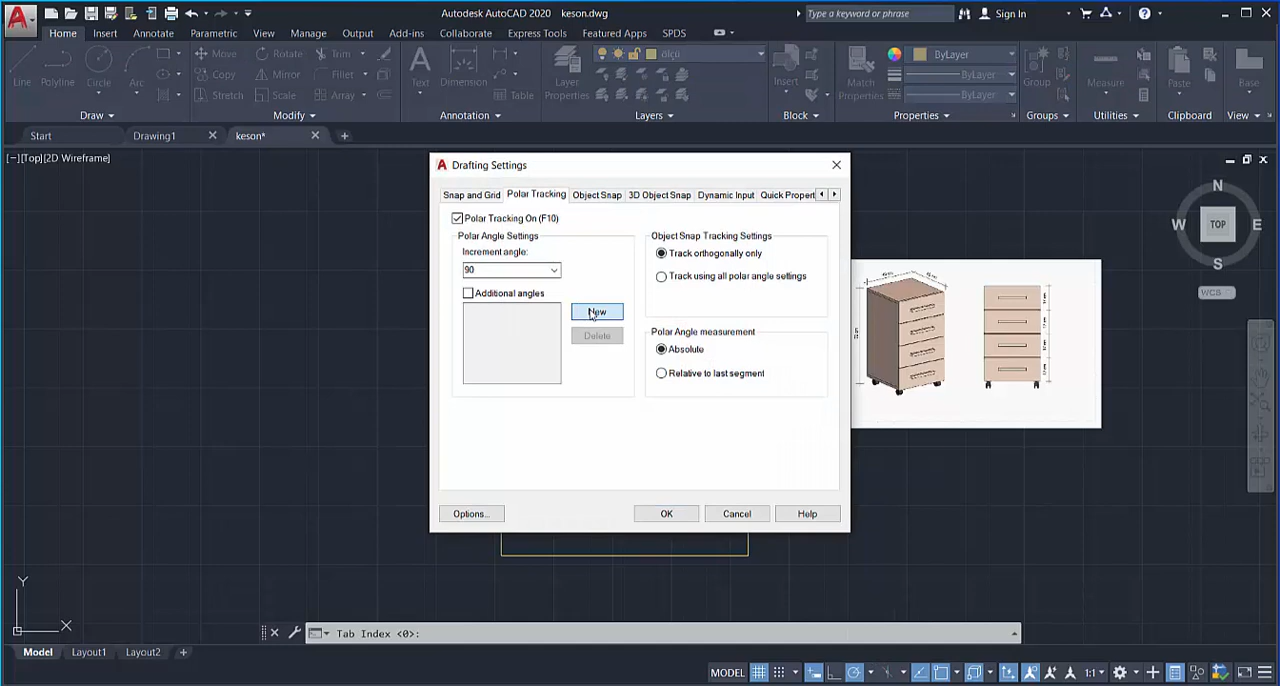 Autodesk AutoCAD 2020 keson.dwg
Type a keyword or phrase
Sign In
Home Insert Annotate Parametric View Manage Output Add-ins Collaborate Express Tools Featured Apps SPDS
Line Polyline Circle Arc
Move Rotate Trim
Copy Mirror Fillet
Stretch Scale Array
Text Dimension Table
Layer Properties
ölçü
Insert
Match Properties
ByLayer
ByLayer
ByLayer
Group
Measure
Paste
Base
Draw Modify Annotation Layers Block Properties Groups Utilities Clipboard View
Start Drawing1 keson*
[−][Top][2D Wireframe]
N
W TOP E
S
WCS
Drafting Settings
Snap and Grid Polar Tracking Object Snap 3D Object Snap Dynamic Input Quick Propert
Polar Tracking On (F10)
Polar Angle Settings
Increment angle:
90
Additional angles
New
Delete
Object Snap Tracking Settings
Track orthogonally only
Track using all polar angle settings
Polar Angle measurement
Absolute
Relative to last segment
Options... OK Cancel Help
Y
X
Tab Index <0>:
Model Layout1 Layout2
MODEL 1:1